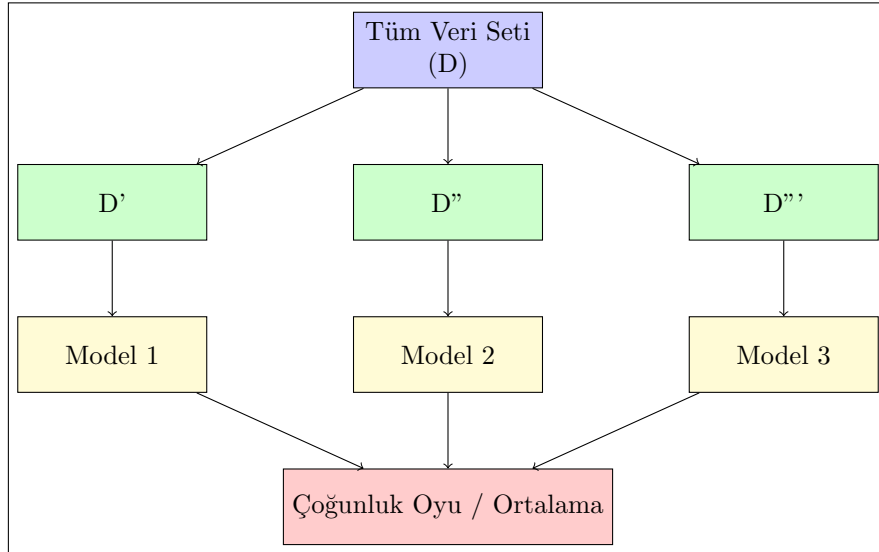 Tüm Veri Seti
(D)
D'
D"
D"'
Model 1
Model 2
Model 3
Çoğunluk Oyu / Ortalama